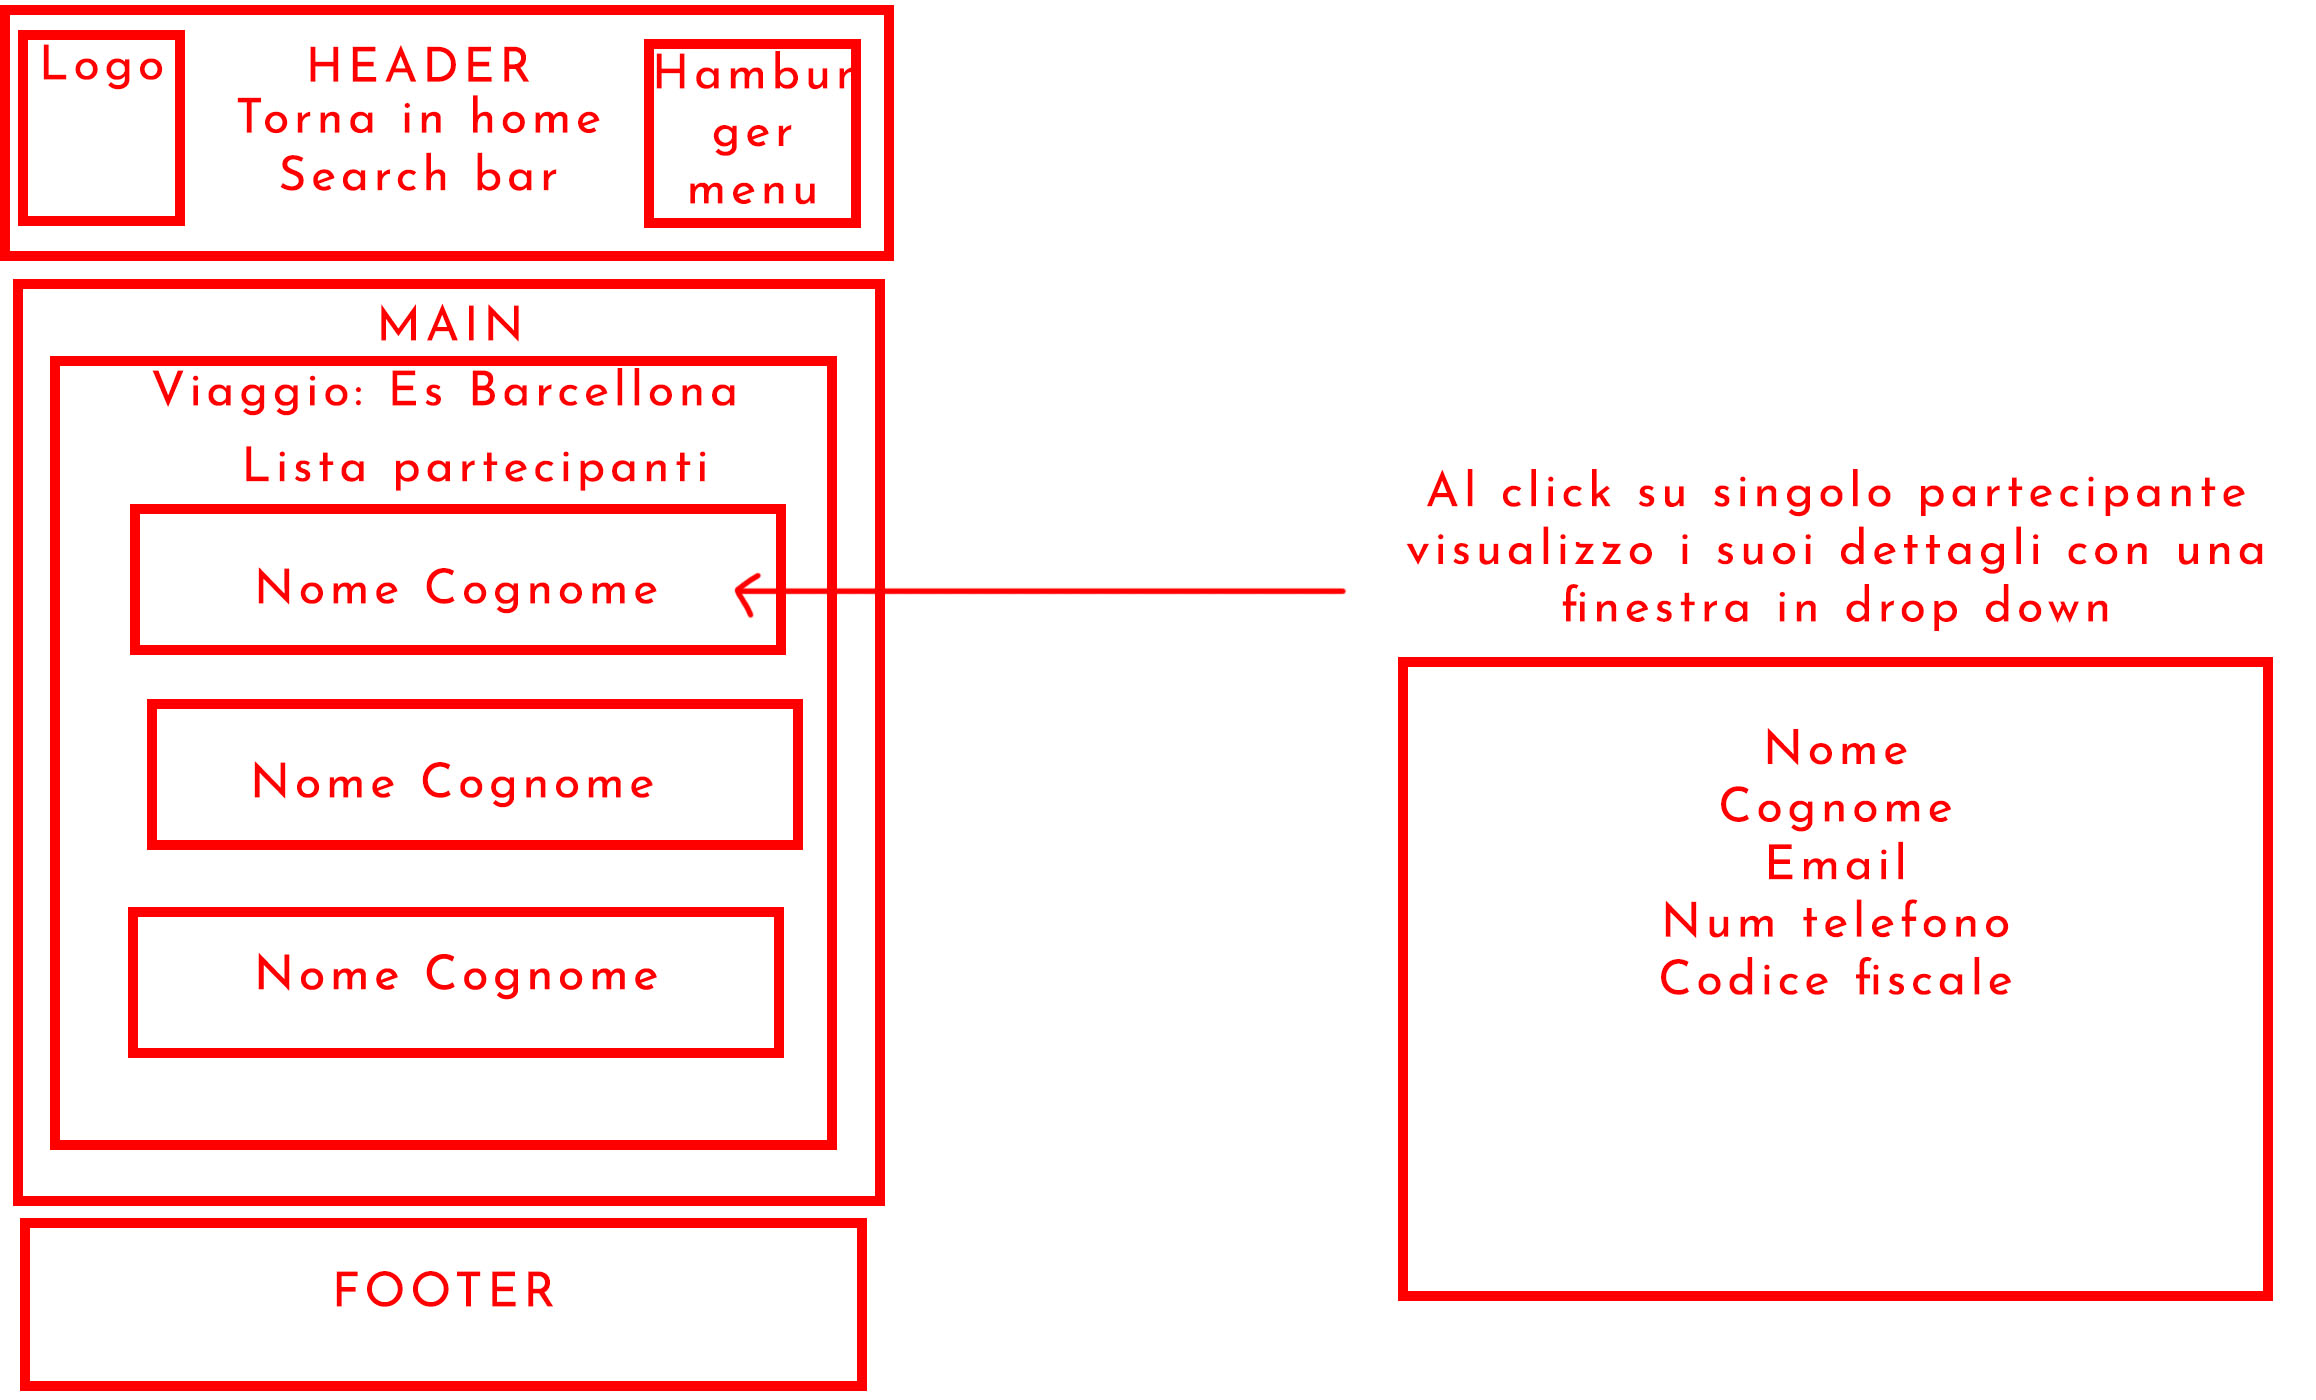 Logo
HEADER
Torna in home
Search bar
Hambur
ger
menu
MAIN
Viaggio: Es Barcellona
Lista partecipanti
Nome Cognome
Nome Cognome
Nome Cognome
FOOTER
Al click su singolo partecipante
visualizzo i suoi dettagli con una
finestra in drop down
Nome
Cognome
Email
Num telefono
Codice fiscale